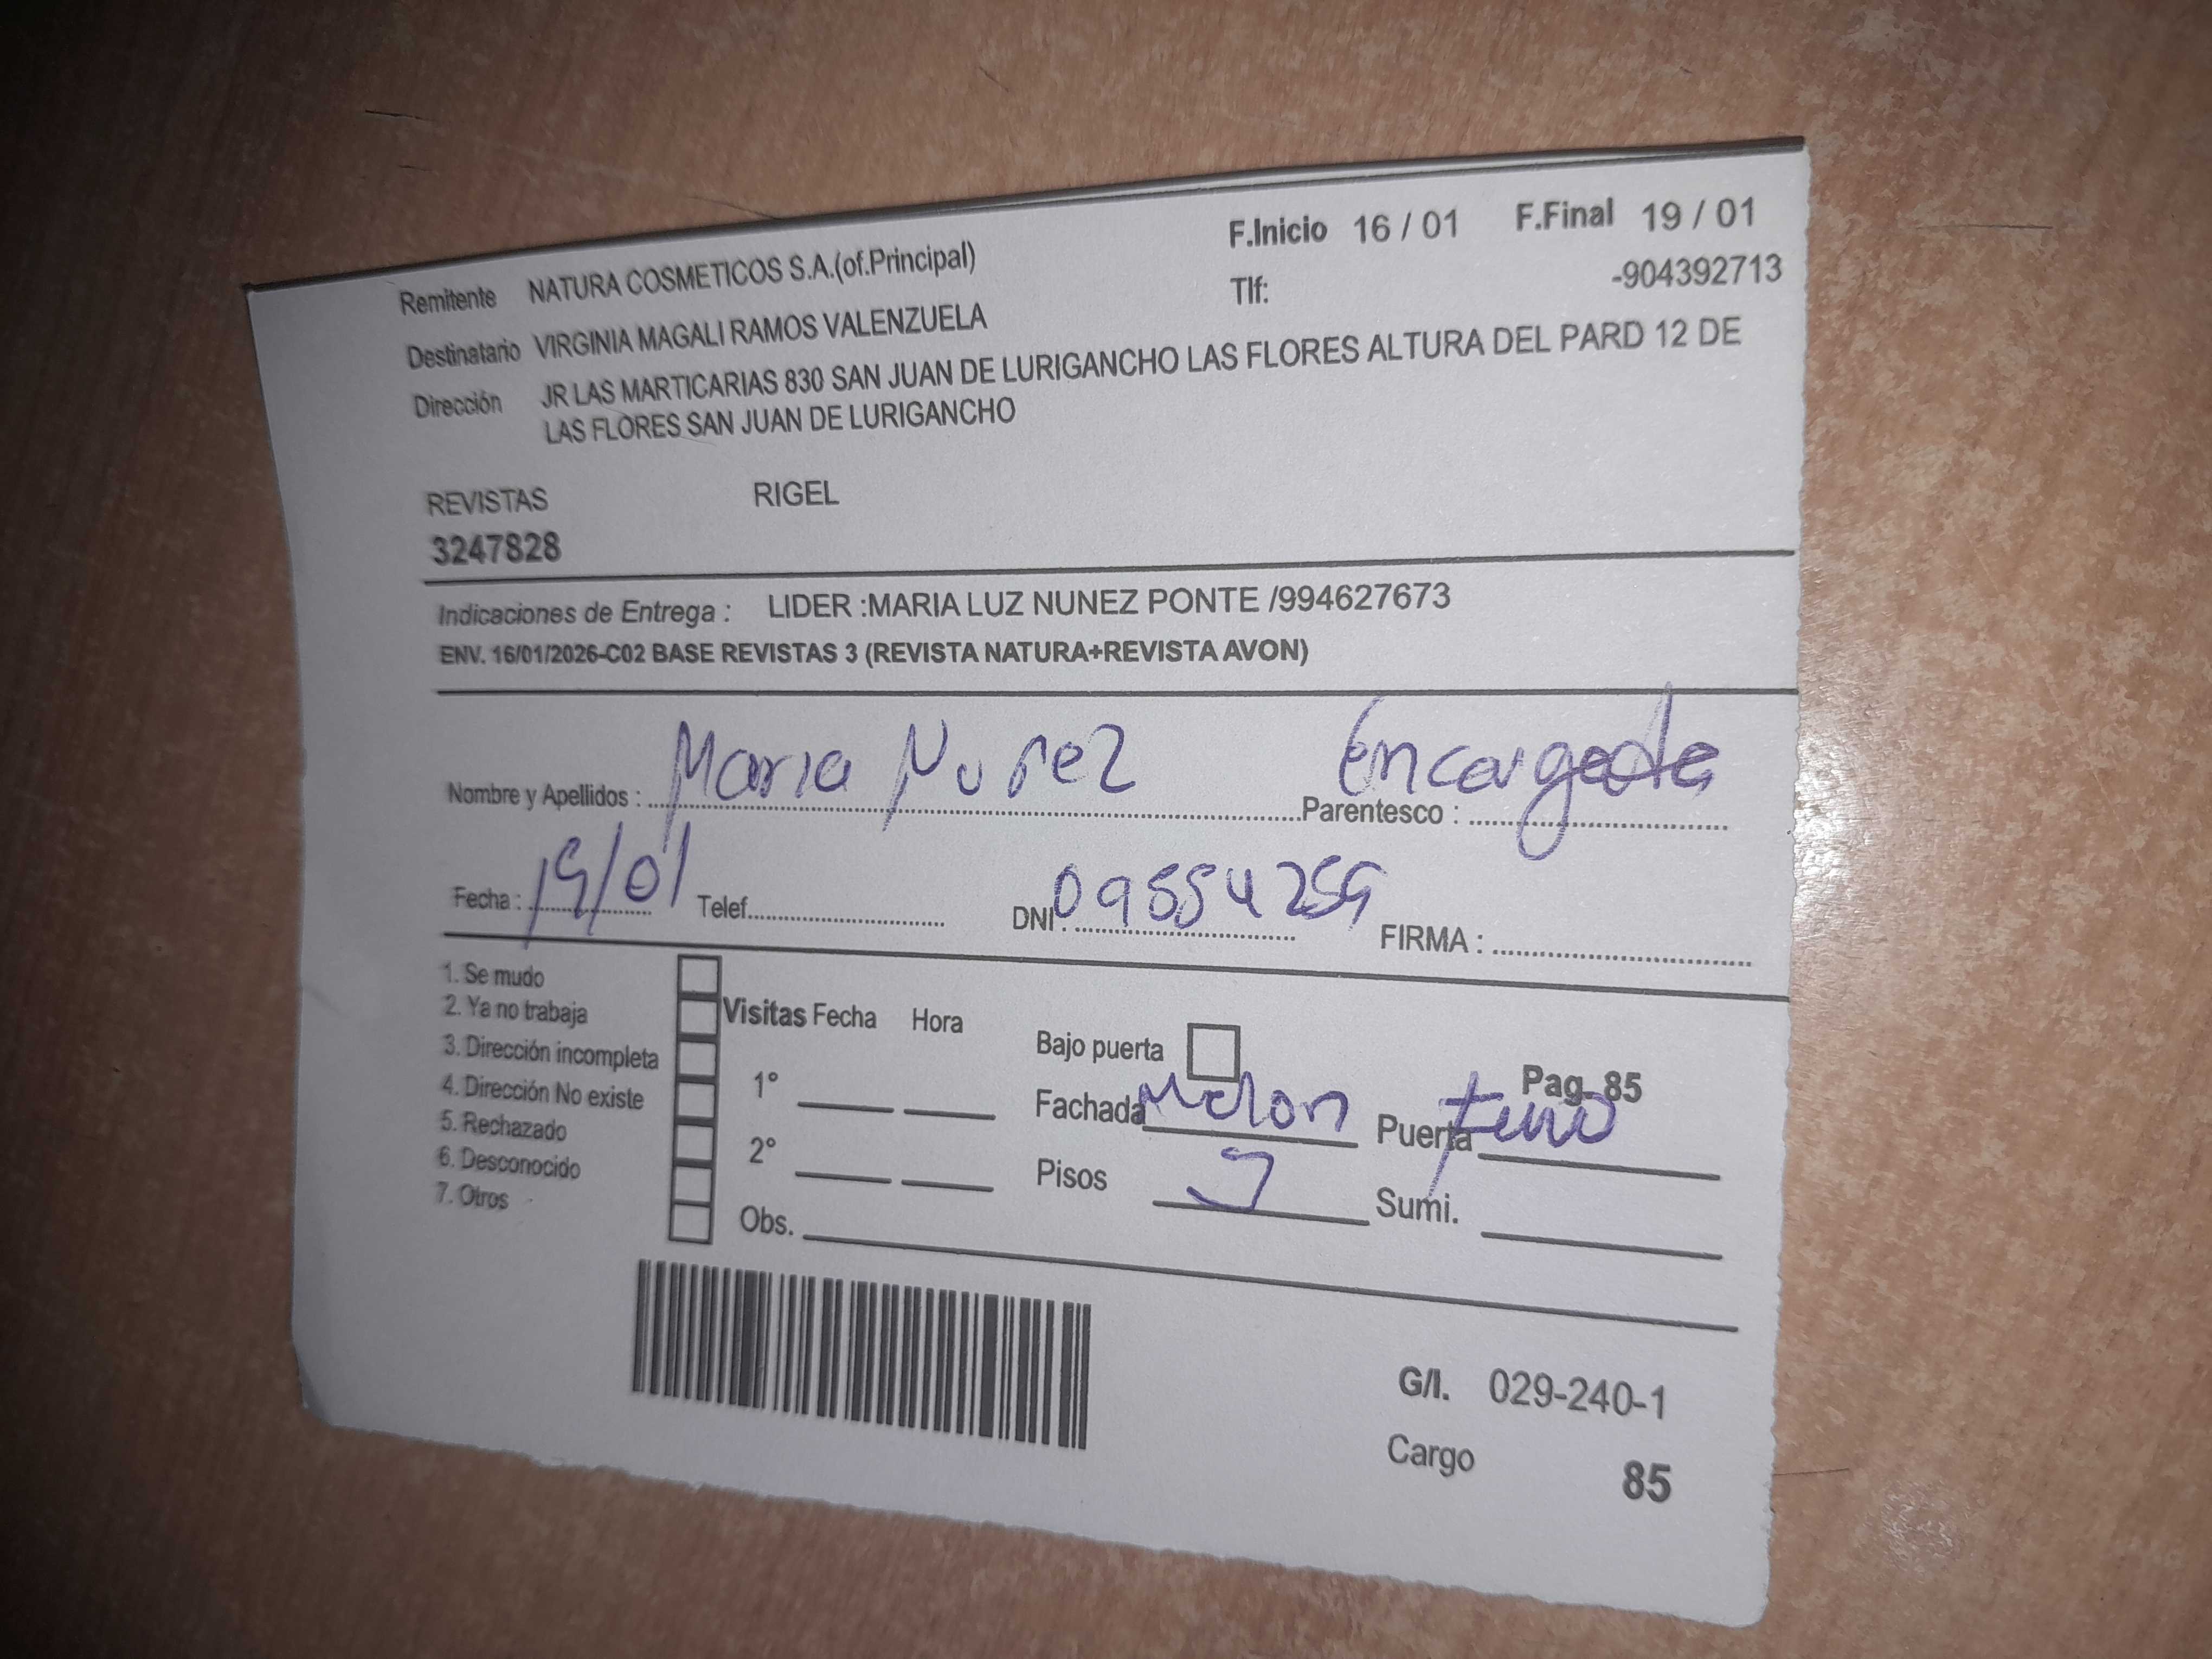 F.Inicio 16 / 01 F.Final 19 / 01
Remitente NATURA COSMETICOS S.A.(of.Principal)
Tlf: -904392713
Destinatario VIRGINIA MAGALI RAMOS VALENZUELA
Dirección JR LAS MARTICARIAS 830 SAN JUAN DE LURIGANCHO LAS FLORES ALTURA DEL PARD 12 DE
LAS FLORES SAN JUAN DE LURIGANCHO
REVISTAS RIGEL
3247828
Indicaciones de Entrega : LIDER :MARIA LUZ NUNEZ PONTE /994627673
ENV. 16/01/2026-C02 BASE REVISTAS 3 (REVISTA NATURA+REVISTA AVON)
Nombre y Apellidos : Maria Nuñez Parentesco : Encargada
Fecha : 19/01 Telef. DNI : 09554259 FIRMA :
1. Se mudo
2. Ya no trabaja
3. Dirección incompleta
4. Dirección No existe
5. Rechazado
6. Desconocido
7. Otros
Visitas Fecha Hora
1°
2°
Obs.
Bajo puerta
Pag. 85
Fachada Melon Puerta
Pisos Sumi.
G/I. 029-240-1
Cargo 85